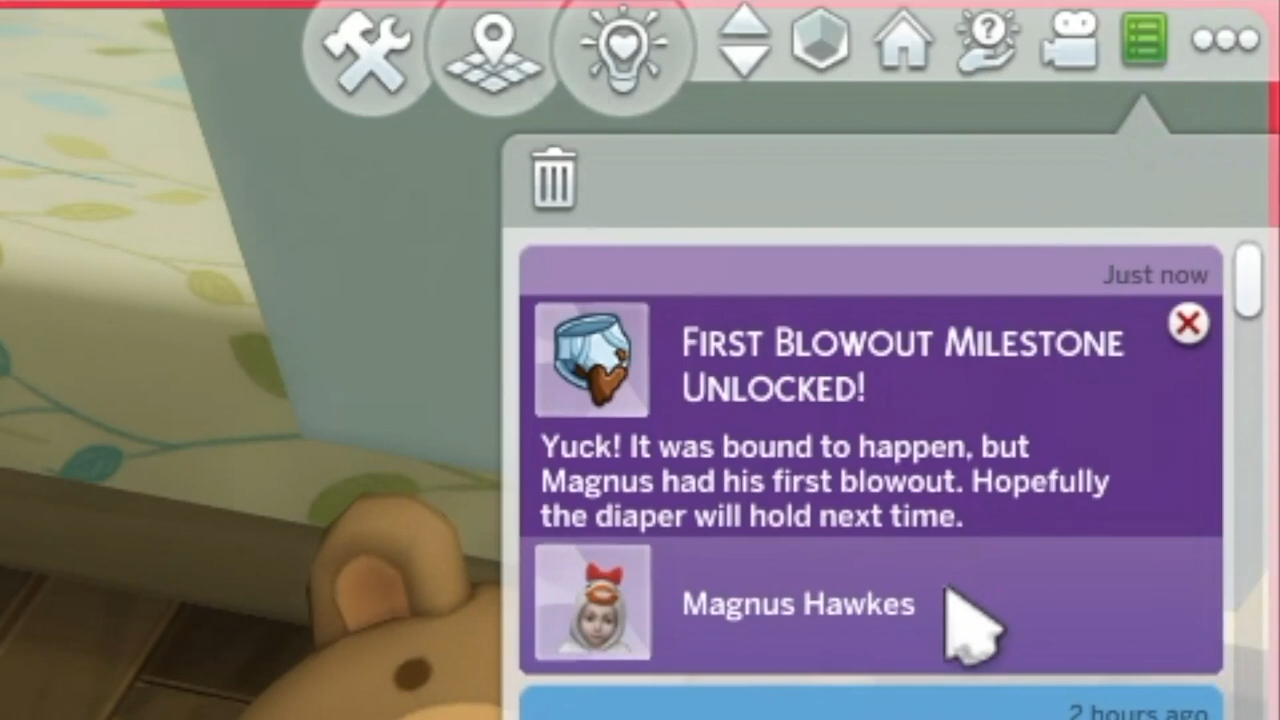 Just now
First Blowout Milestone
Unlocked!
Yuck! It was bound to happen, but
Magnus had his first blowout. Hopefully
the diaper will hold next time.
Magnus Hawkes
2 hours ago